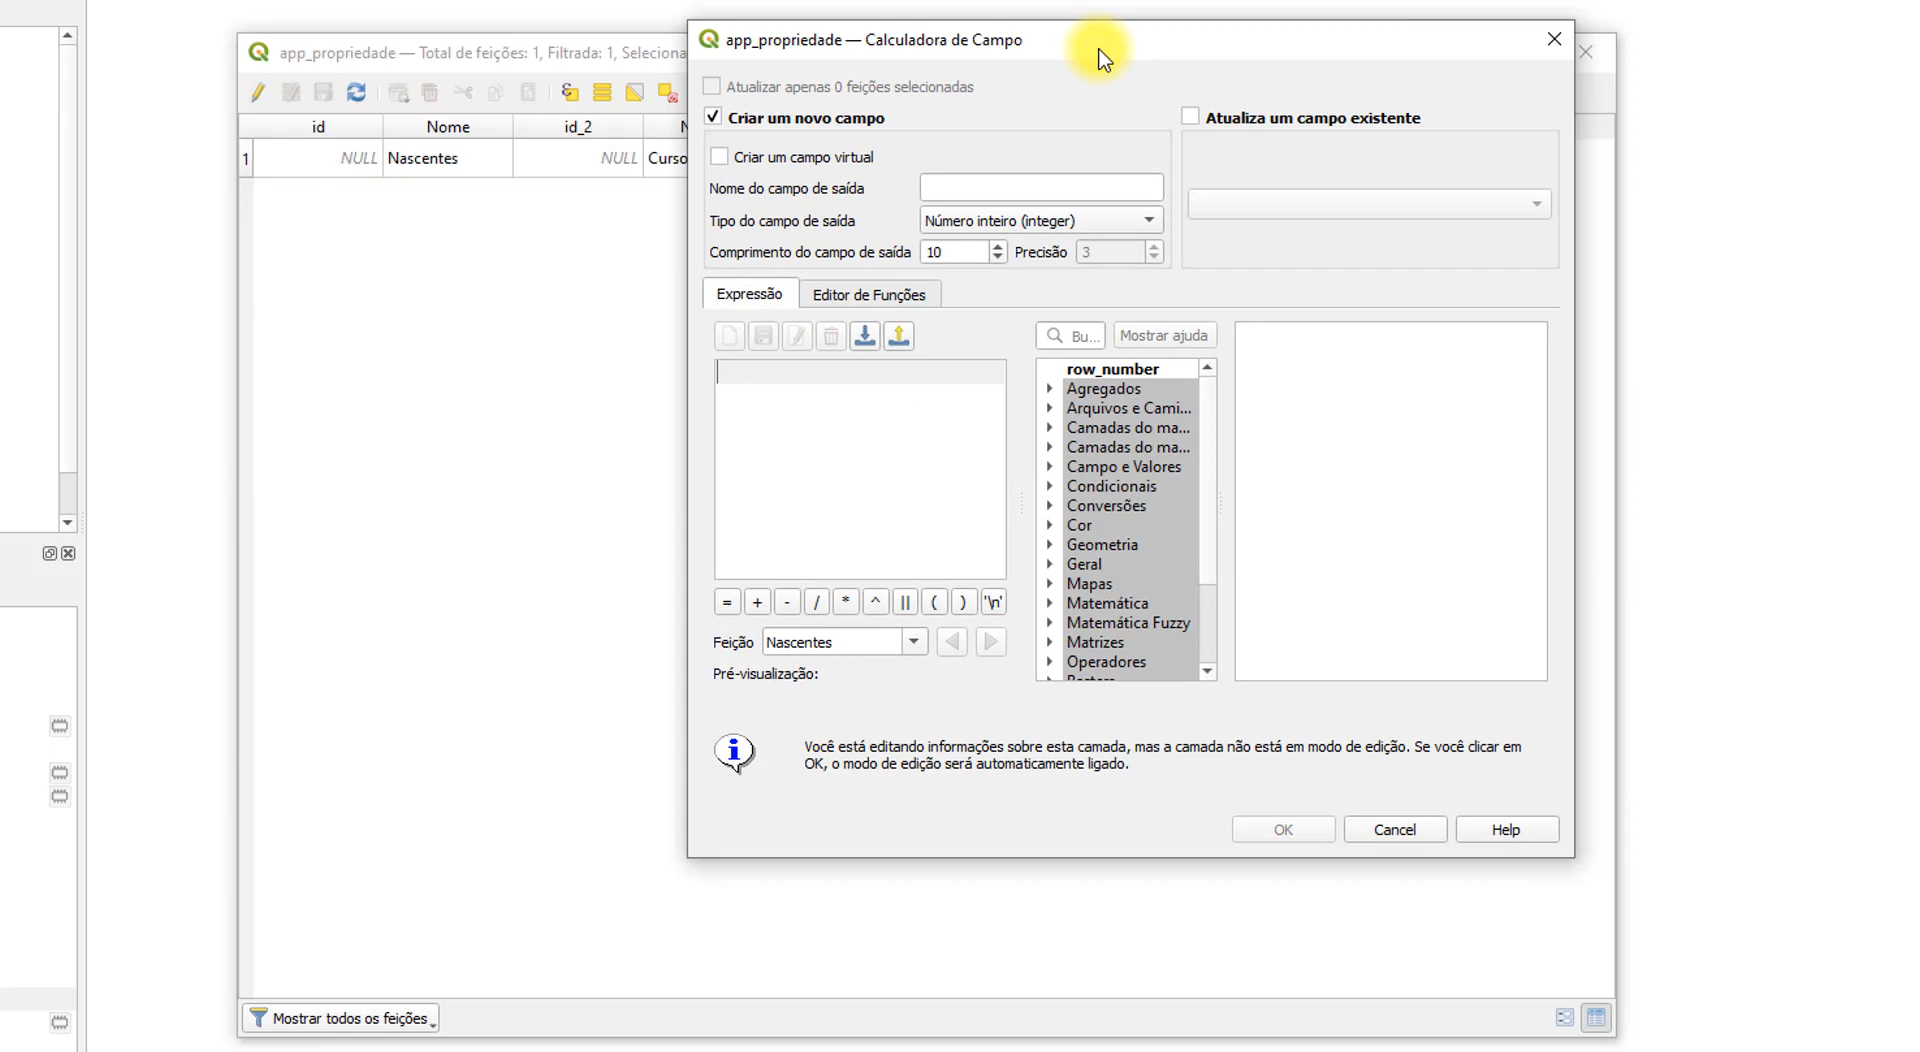 app_propriedade — Total de feições: 1, Filtrada: 1, Seleciona
id Nome id_2 N
1 NULL Nascentes NULL Curso
Mostrar todos os feições
app_propriedade — Calculadora de Campo
Atualizar apenas 0 feições selecionadas
Criar um novo campo
Atualiza um campo existente
Criar um campo virtual
Nome do campo de saída
Tipo do campo de saída Número inteiro (integer)
Comprimento do campo de saída 10 Precisão 3
Expressão Editor de Funções
Bu... Mostrar ajuda
row_number
Agregados
Arquivos e Cami...
Camadas do ma...
Camadas do ma...
Campo e Valores
Condicionais
Conversões
Cor
Geometria
Geral
Mapas
Matemática
Matemática Fuzzy
Matrizes
Operadores
= + - / * ^ || ( ) '\n'
Feição Nascentes
Pré-visualização:
Você está editando informações sobre esta camada, mas a camada não está em modo de edição. Se você clicar em
OK, o modo de edição será automaticamente ligado.
OK Cancel Help